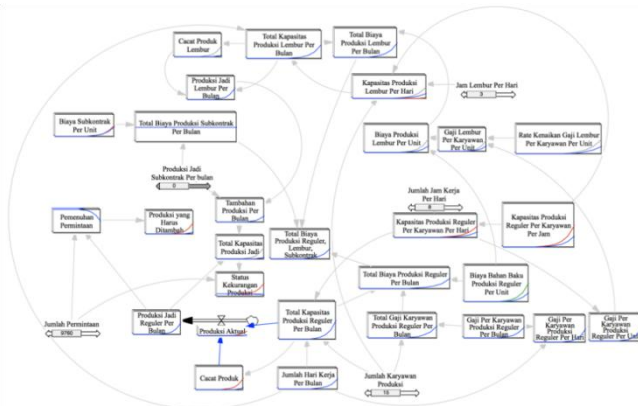 Cacat Produk
Lembur
Total Kapasitas
Produksi Lembur Per
Bulan
Total Biaya
Produksi Lembur Per
Bulan
Produksi Jadi
Lembur Per
Bulan
Kapasitas Produksi
Lembur Per Hari
Jam Lembur Per Hari
3
Biaya Subkontrak
Per Unit
Total Biaya Produksi Subkontrak
Per Bulan
Biaya Produksi
Lembur Per Unit
Gaji Lembur
Per Karyawan
Per Unit
Rate Kenaikan Gaji Lembur
Per Karyawan Per Unit
Produksi Jadi
Subkontrak Per bulan
0
Jumlah Jam Kerja
Per Hari
8
Pemenuhan
Permintaan
Produksi yang
Harus
Ditambah
Tambahan
Produksi Per
Bulan
Kapasitas Produksi Reguler
Per Karyawan Per Hari
Kapasitas Produksi
Reguler Per Karyawan
Per Jam
Total Kapasitas
Produksi Jadi
Total Biaya
Produksi Reguler,
Lembur,
Subkontrak
Status
Kekurangan
Produksi
Total Biaya Produksi Reguler
Per Bulan
Biaya Bahan Baku
Produksi Reguler
Per Unit
Jumlah Permintaan
9790
Produksi Jadi
Reguler Per
Bulan
Produksi Aktual
Total Kapasitas
Produksi Reguler
Per Bulan
Total Gaji Karyawan
Produksi Reguler Per
Bulan
Gaji Per Karyawan
Produksi Reguler
Per Bulan
Gaji Per
Karyawan
Produksi
Reguler Per Hari
Gaji Per
Karyawan
Produksi
Reguler Per
Cacat Produk
Jumlah Hari Kerja
Per Bulan
Jumlah Karyawan
Produksi
15